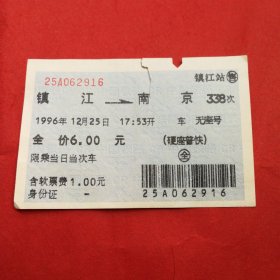 25A062916 镇江站 售
镇 江 → 南 京 338次
1996年12月25日 17:53开 车 无座号
全 价6.00 元 (硬座普快)
限乘当日当次车 全
含软票费1.00元
身份证 -
25A062916